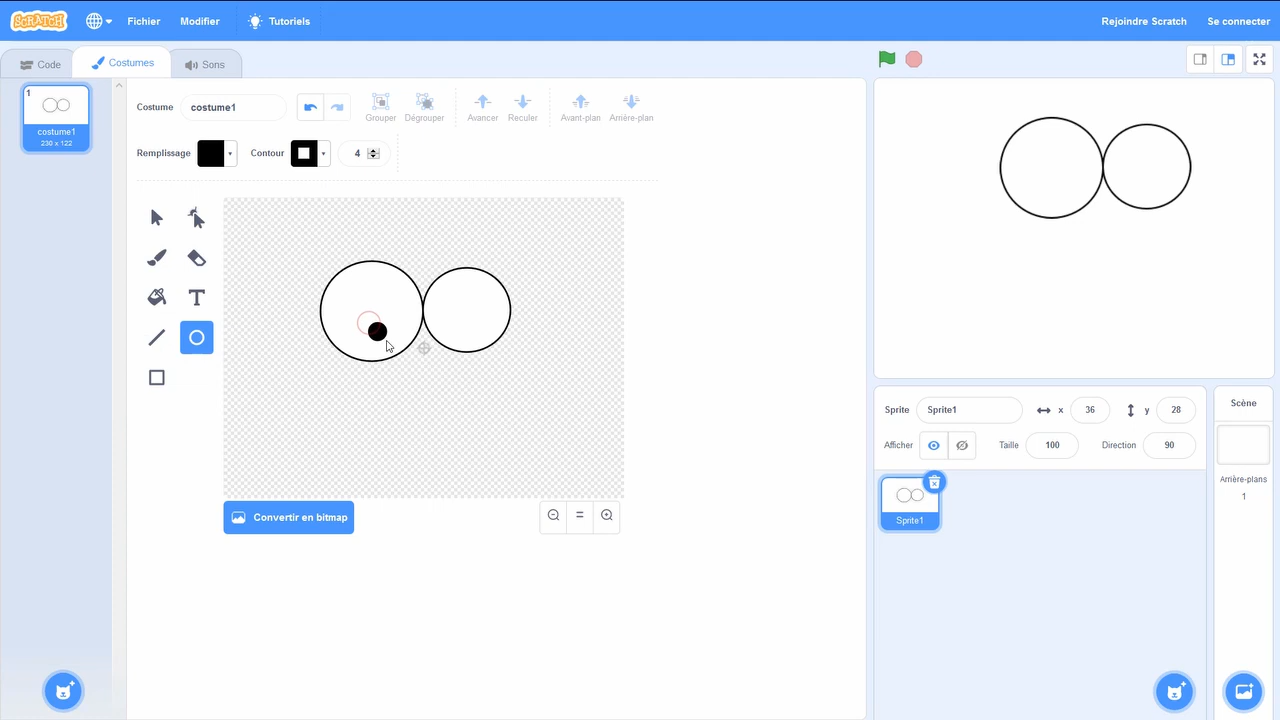 SCRATCH
Fichier
Modifier
Tutoriels
Rejoindre Scratch
Se connecter
Code
Costumes
Sons
1
costume1
230 x 122
Costume
costume1
Grouper
Dégrouper
Avancer
Reculer
Avant-plan
Arrière-plan
Remplissage
Contour
4
T
Convertir en bitmap
Sprite
Sprite1
x
36
y
28
Afficher
Taille
100
Direction
90
Sprite1
Scène
Arrière-plans
1